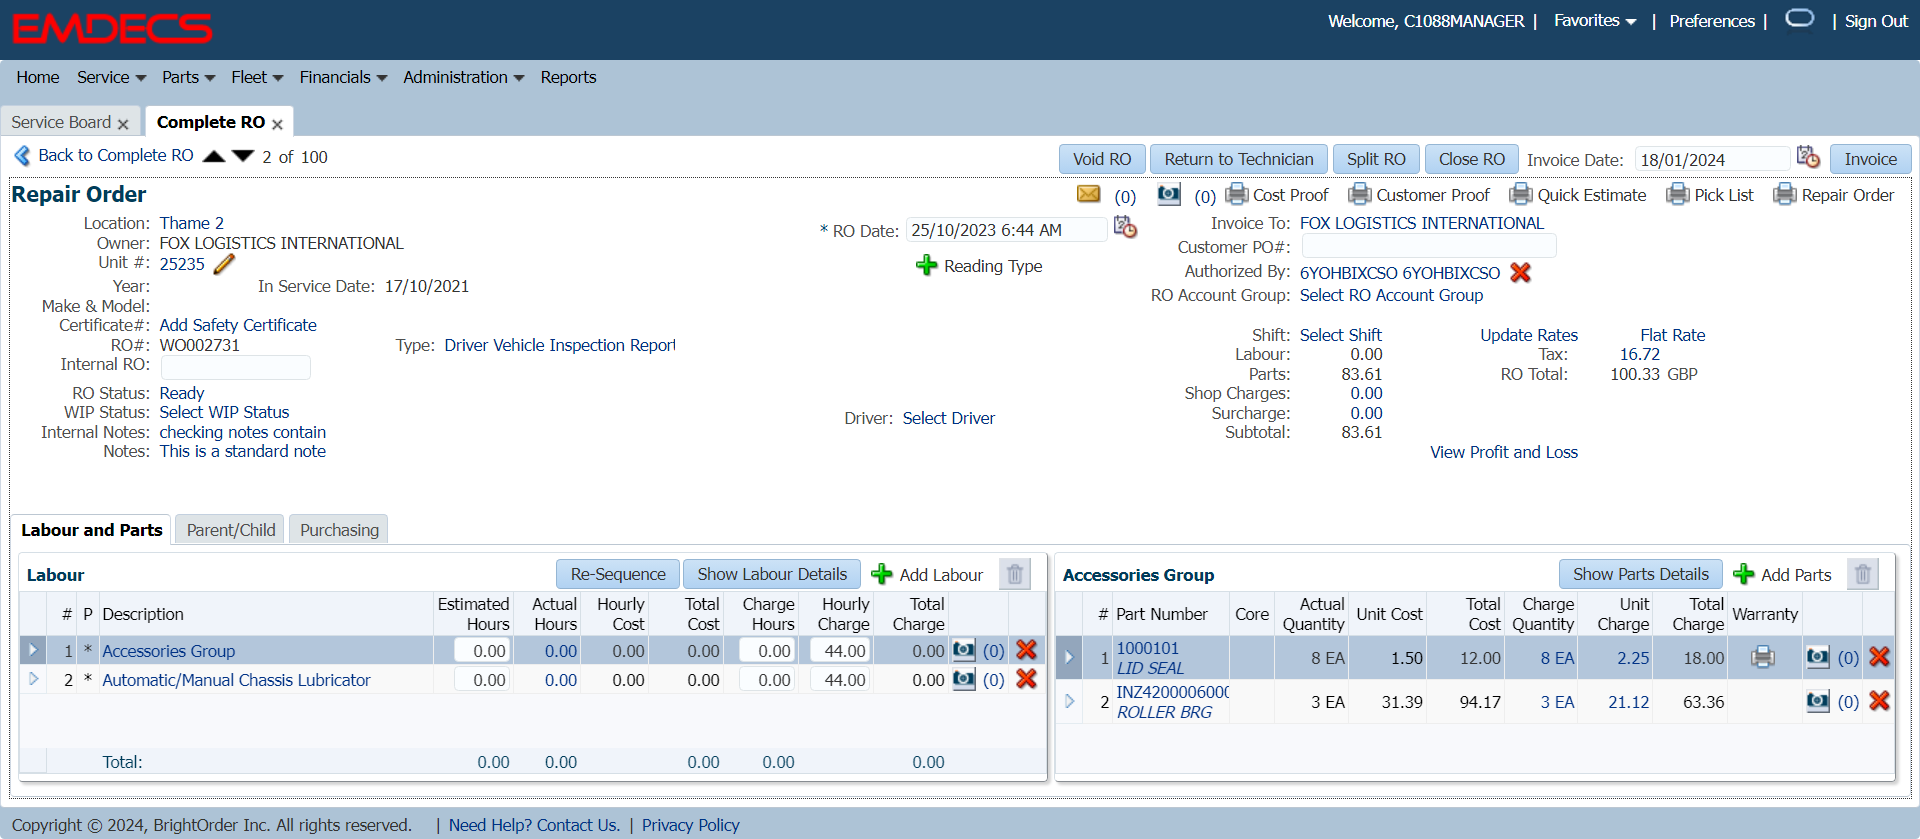 EMDECS
Welcome, C1088MANAGER | Favorites | Preferences | | Sign Out
Home Service Parts Fleet Financials Administration Reports
Service Board Complete RO
Back to Complete RO 2 of 100 Void RO Return to Technician Split RO Close RO Invoice Date: 18/01/2024 Invoice
Repair Order (0) (0) Cost Proof Customer Proof Quick Estimate Pick List Repair Order
Location: Thame 2
Owner: FOX LOGISTICS INTERNATIONAL
Unit #: 25235
Year: In Service Date: 17/10/2021
Make & Model:
Certificate#: Add Safety Certificate
RO#: WO002731 Type: Driver Vehicle Inspection Report
Internal RO:
RO Status: Ready
WIP Status: Select WIP Status
Internal Notes: checking notes contain
Notes: This is a standard note
* RO Date: 25/10/2023 6:44 AM
Reading Type
Driver: Select Driver
Invoice To: FOX LOGISTICS INTERNATIONAL
Customer PO#:
Authorized By: 6YOHBIXCSO 6YOHBIXCSO
RO Account Group: Select RO Account Group
Shift: Select Shift Update Rates Flat Rate
Labour: 0.00 Tax: 16.72
Parts: 83.61 RO Total: 100.33 GBP
Shop Charges: 0.00
Surcharge: 0.00
Subtotal: 83.61
View Profit and Loss
Labour and Parts Parent/Child Purchasing
Labour Re-Sequence Show Labour Details Add Labour
# P Description Estimated Hours Actual Hours Hourly Cost Total Cost Charge Hours Hourly Charge Total Charge
1 * Accessories Group 0.00 0.00 0.00 0.00 0.00 44.00 0.00 (0)
2 * Automatic/Manual Chassis Lubricator 0.00 0.00 0.00 0.00 0.00 44.00 0.00 (0)
Total: 0.00 0.00 0.00 0.00 0.00
Accessories Group Show Parts Details Add Parts
# Part Number Core Actual Quantity Unit Cost Total Cost Charge Quantity Unit Charge Total Charge Warranty
1 1000101 8 EA 1.50 12.00 8 EA 2.25 18.00 (0)
LID SEAL
2 INZ4200006000 3 EA 31.39 94.17 3 EA 21.12 63.36 (0)
ROLLER BRG
Copyright © 2024, BrightOrder Inc. All rights reserved. | Need Help? Contact Us. | Privacy Policy